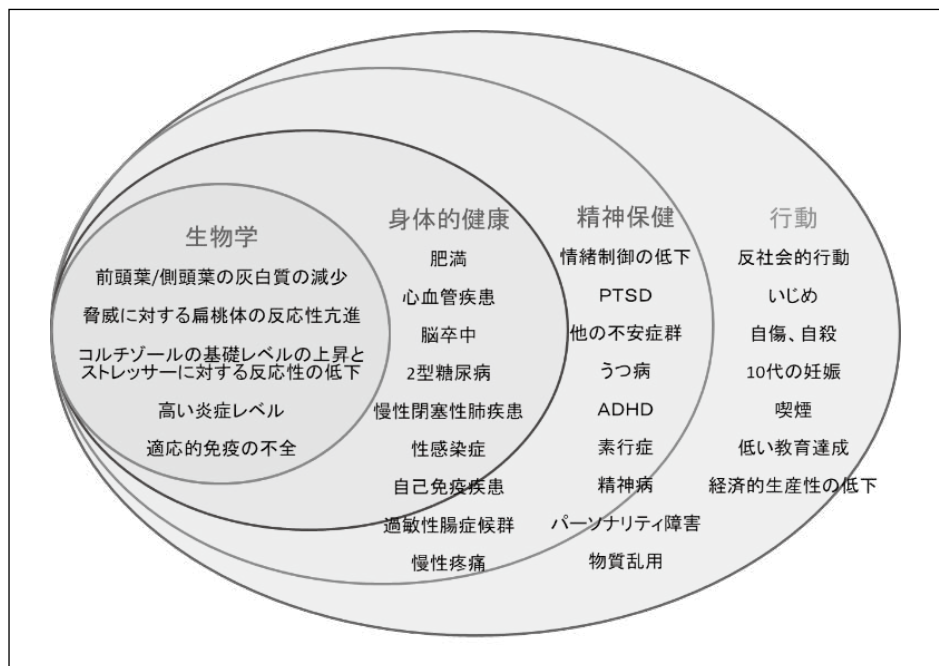 生物学
前頭葉/側頭葉の灰白質の減少
脅威に対する扁桃体の反応性亢進
コルチゾールの基礎レベルの上昇と
ストレッサーに対する反応性の低下
高い炎症レベル
適応的免疫の不全
身体的健康
肥満
心血管疾患
脳卒中
2型糖尿病
慢性閉塞性肺疾患
性感染症
自己免疫疾患
過敏性腸症候群
慢性疼痛
精神保健
情緒制御の低下
PTSD
他の不安症群
うつ病
ADHD
素行症
精神病
パーソナリティ障害
物質乱用
行動
反社会的行動
いじめ
自傷、自殺
10代の妊娠
喫煙
低い教育達成
経済的生産性の低下